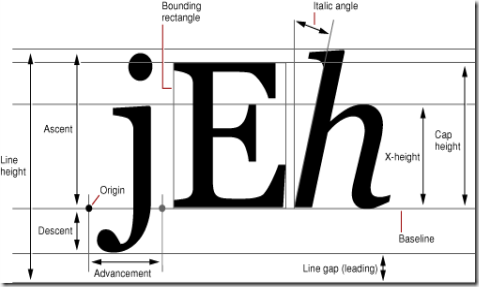 Bounding
rectangle
Italic angle
jEh
Ascent
Cap
height
X-height
Line
height
Origin
Descent
Baseline
Advancement
Line gap (leading)